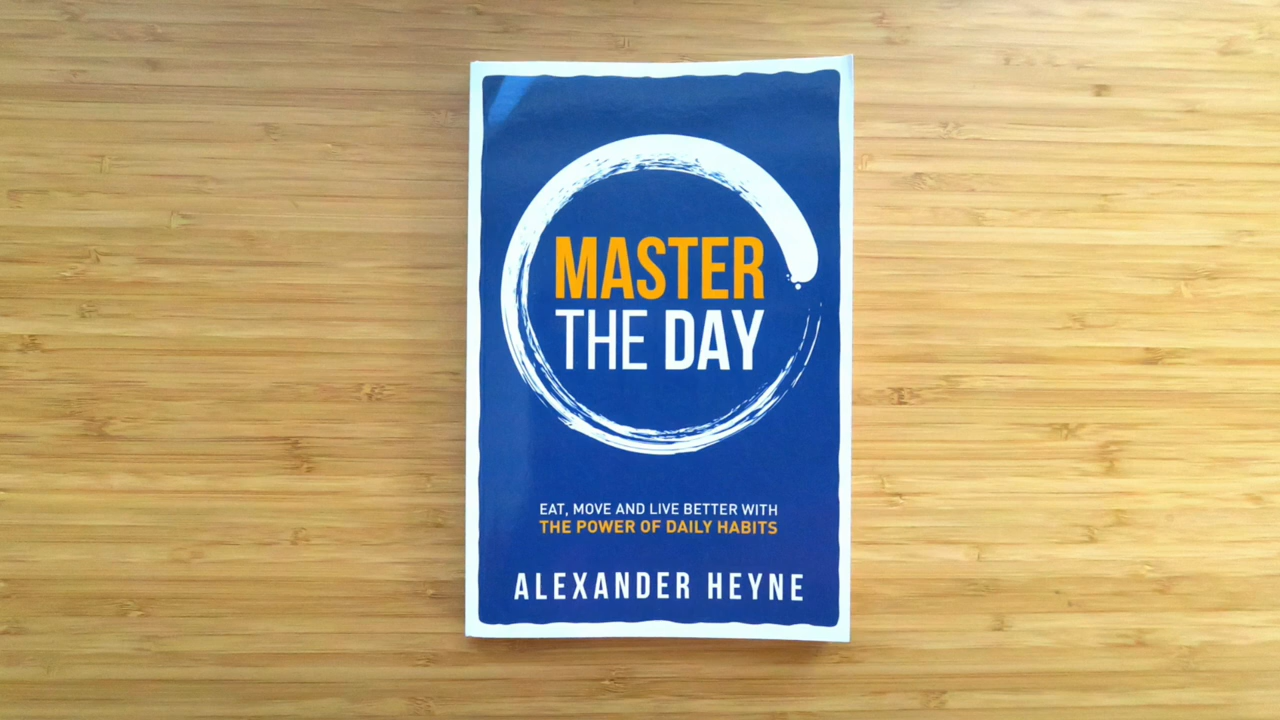 MASTER
THE DAY
EAT, MOVE AND LIVE BETTER WITH
THE POWER OF DAILY HABITS
ALEXANDER HEYNE